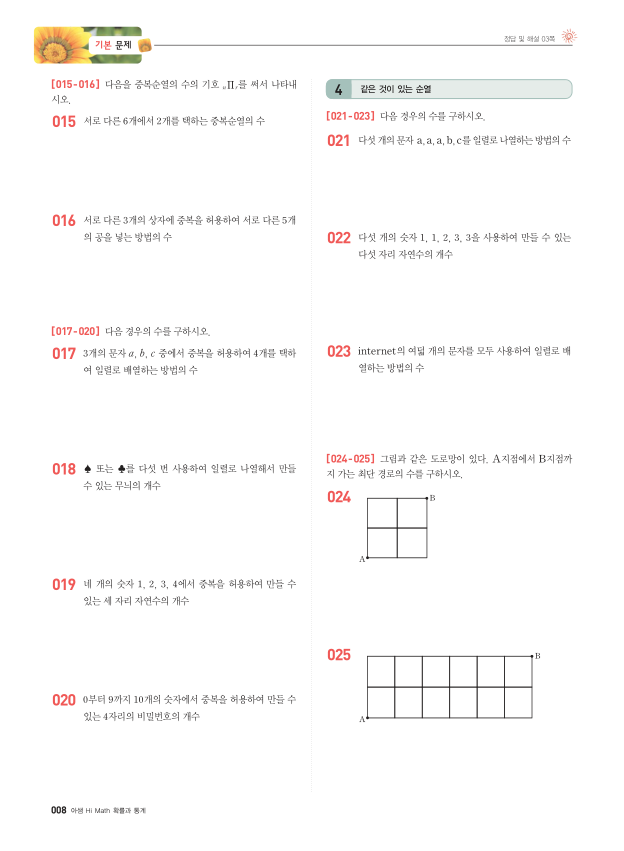 기본 문제
정답 및 해설 03쪽
[015-016] 다음을 중복순열의 수의 기호 ₙ∏ᵣ를 써서 나타내
시오.
015 서로 다른 6개에서 2개를 택하는 중복순열의 수
016 서로 다른 3개의 상자에 중복을 허용하여 서로 다른 5개
의 공을 넣는 방법의 수
[017-020] 다음 경우의 수를 구하시오.
017 3개의 문자 a, b, c 중에서 중복을 허용하여 4개를 택하
여 일렬로 배열하는 방법의 수
018 ♠ 또는 ♣를 다섯 번 사용하여 일렬로 나열해서 만들
수 있는 무늬의 개수
019 네 개의 숫자 1, 2, 3, 4에서 중복을 허용하여 만들 수
있는 세 자리 자연수의 개수
020 0부터 9까지 10개의 숫자에서 중복을 허용하여 만들 수
있는 4자리의 비밀번호의 개수
4 같은 것이 있는 순열
[021-023] 다음 경우의 수를 구하시오.
021 다섯 개의 문자 a, a, a, b, c를 일렬로 나열하는 방법의 수
022 다섯 개의 숫자 1, 1, 2, 3, 3을 사용하여 만들 수 있는
다섯 자리 자연수의 개수
023 internet의 여덟 개의 문자를 모두 사용하여 일렬로 배
열하는 방법의 수
[024-025] 그림과 같은 도로망이 있다. A지점에서 B지점까
지 가는 최단 경로의 수를 구하시오.
024
B
A
025
B
A
008 아샘 Hi Math 확률과 통계